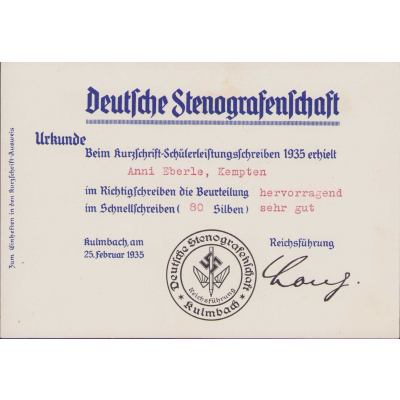 Deutsche Stenografenschaft
Urkunde
Beim Kurzschrift-Schülerleistungsschreiben 1935 erhielt
Anni Eberle, Kempten
im Richtigschreiben die Beurteilung hervorragend
im Schnellschreiben ( 80 Silben) sehr gut
Kulmbach, am
25. Februar 1935
Reichsführung
Deutsche Stenografenschaft
Reichsführung
* Kulmbach *
Zum Einheften in den Kurzschrift-Ausweis